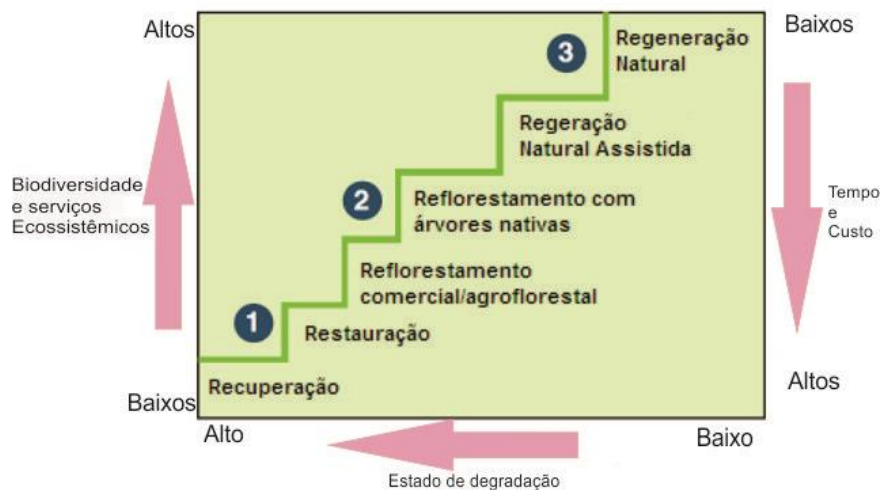 Altos
Biodiversidade
e serviços
Ecossistêmicos
Baixos
3
Regeneração
Natural
Regeração
Natural Assistida
2
Reflorestamento com
árvores nativas
Reflorestamento
comercial/agroflorestal
1
Restauração
Recuperação
Baixos
Tempo
e
Custo
Altos
Alto
Baixo
Estado de degradação